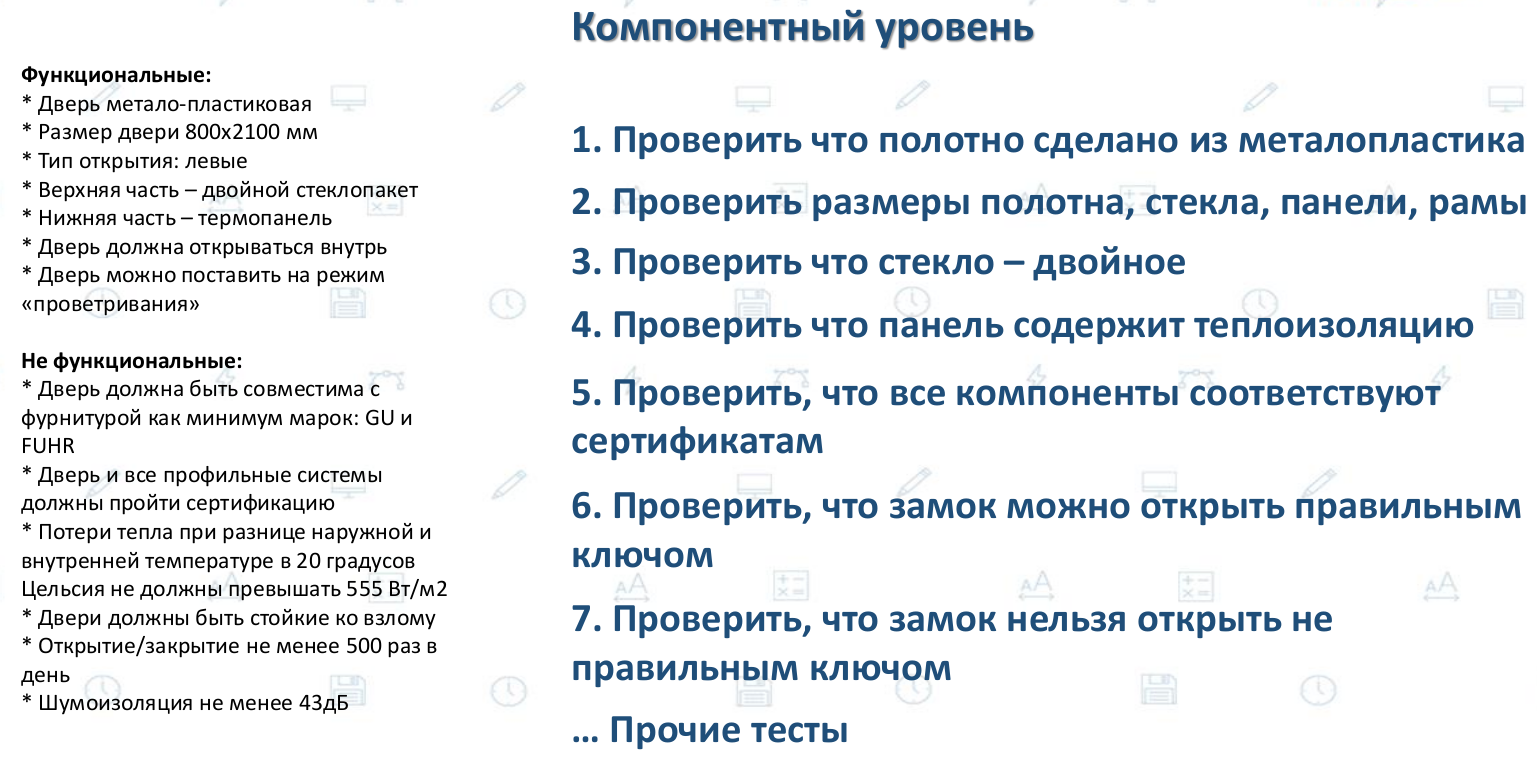 Компонентный уровень
Функциональные:
* Дверь метало-пластиковая
* Размер двери 800х2100 мм
* Тип открытия: левые
* Верхняя часть – двойной стеклопакет
* Нижняя часть – термопанель
* Дверь должна открываться внутрь
* Дверь можно поставить на режим
«проветривания»
Не функциональные:
* Дверь должна быть совместима с
фурнитурой как минимум марок: GU и
FUHR
* Дверь и все профильные системы
должны пройти сертификацию
* Потери тепла при разнице наружной и
внутренней температуре в 20 градусов
Цельсия не должны превышать 555 Вт/м2
* Двери должны быть стойкие ко взлому
* Открытие/закрытие не менее 500 раз в
день
* Шумоизоляция не менее 43дБ
1. Проверить что полотно сделано из металопластика
2. Проверить размеры полотна, стекла, панели, рамы
3. Проверить что стекло – двойное
4. Проверить что панель содержит теплоизоляцию
5. Проверить, что все компоненты соответствуют
сертификатам
6. Проверить, что замок можно открыть правильным
ключом
7. Проверить, что замок нельзя открыть не
правильным ключом
... Прочие тесты